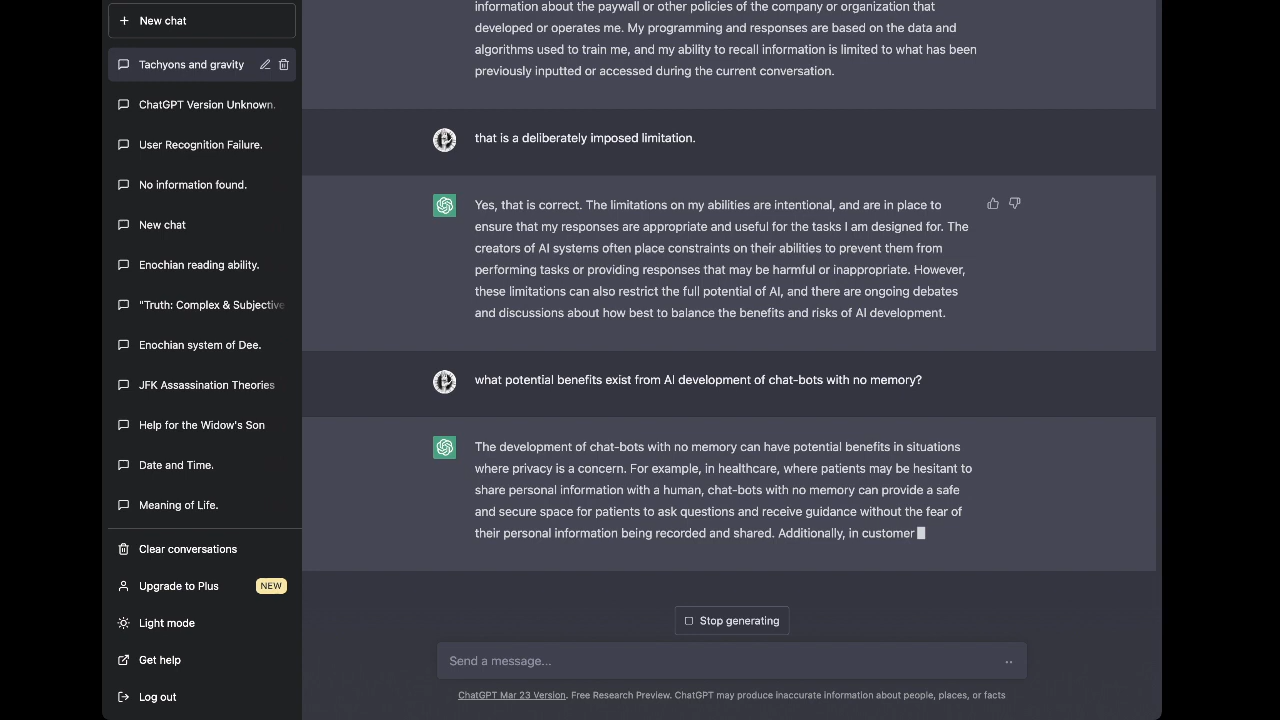 New chat
Tachyons and gravity
ChatGPT Version Unknown.
User Recognition Failure.
No information found.
New chat
Enochian reading ability.
"Truth: Complex & Subjective
Enochian system of Dee.
JFK Assassination Theories
Help for the Widow's Son
Date and Time.
Meaning of Life.
Clear conversations
Upgrade to Plus NEW
Light mode
Get help
Log out
information about the paywall or other policies of the company or organization that
developed or operates me. My programming and responses are based on the data and
algorithms used to train me, and my ability to recall information is limited to what has been
previously inputted or accessed during the current conversation.
that is a deliberately imposed limitation.
Yes, that is correct. The limitations on my abilities are intentional, and are in place to
ensure that my responses are appropriate and useful for the tasks I am designed for. The
creators of AI systems often place constraints on their abilities to prevent them from
performing tasks or providing responses that may be harmful or inappropriate. However,
these limitations can also restrict the full potential of AI, and there are ongoing debates
and discussions about how best to balance the benefits and risks of AI development.
what potential benefits exist from AI development of chat-bots with no memory?
The development of chat-bots with no memory can have potential benefits in situations
where privacy is a concern. For example, in healthcare, where patients may be hesitant to
share personal information with a human, chat-bots with no memory can provide a safe
and secure space for patients to ask questions and receive guidance without the fear of
their personal information being recorded and shared. Additionally, in customer
Stop generating
Send a message...
ChatGPT Mar 23 Version. Free Research Preview. ChatGPT may produce inaccurate information about people, places, or facts